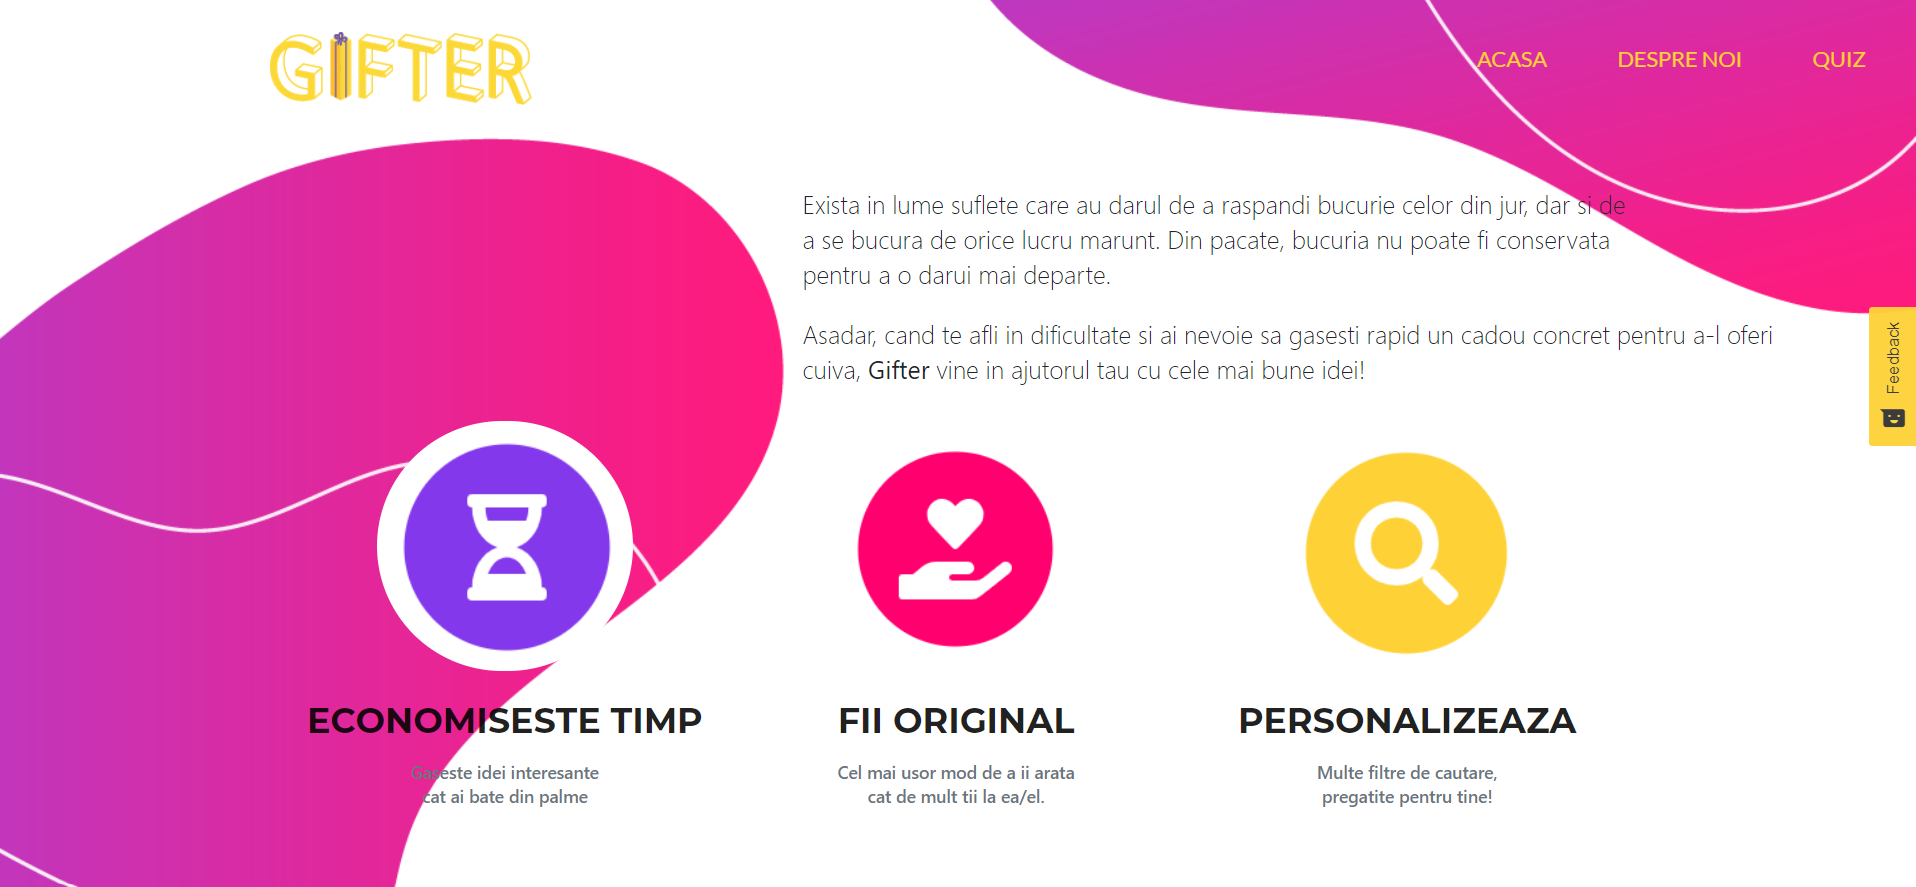 GIFTER
ACASA
DESPRE NOI
QUIZ
Exista in lume suflete care au darul de a raspandi bucurie celor din jur, dar si de
a se bucura de orice lucru marunt. Din pacate, bucuria nu poate fi conservata
pentru a o darui mai departe.
Asadar, cand te afli in dificultate si ai nevoie sa gasesti rapid un cadou concret pentru a-l oferi
cuiva, Gifter vine in ajutorul tau cu cele mai bune idei!
Feedback
ECONOMISESTE TIMP
Gaseste idei interesante
cat ai bate din palme
FII ORIGINAL
Cel mai usor mod de a ii arata
cat de mult tii la ea/el.
PERSONALIZEAZA
Multe filtre de cautare,
pregatite pentru tine!